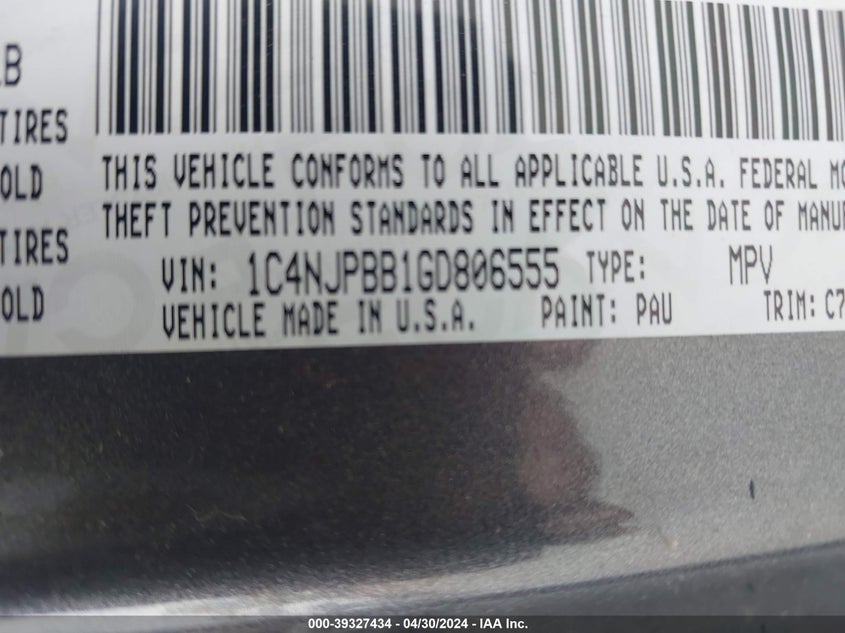 LB
TIRES
OLD
TIRES
OLD
THIS VEHICLE CONFORMS TO ALL APPLICABLE U.S.A. FEDERAL MO
THEFT PREVENTION STANDARDS IN EFFECT ON THE DATE OF MANUF
VIN: 1C4NJPBB1GD806555 TYPE: MPV
VEHICLE MADE IN U.S.A. PAINT: PAU TRIM: C7
000-39327434 - 04/30/2024 - IAA Inc.